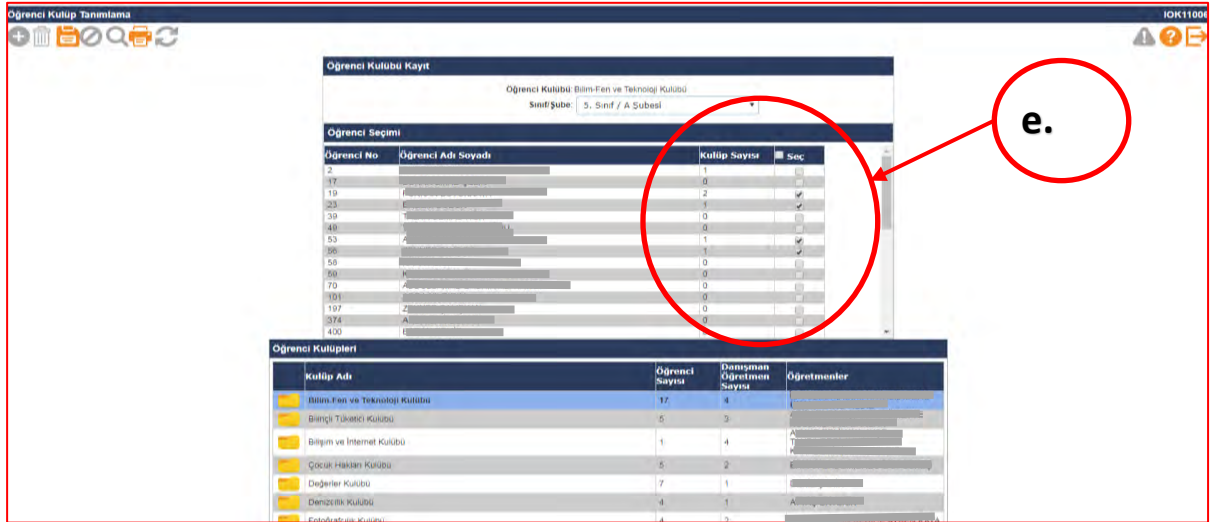 Öğrenci Kulüp Tanımlama IOK11006
Öğrenci Kulübü Kayıt
Öğrenci Kulübü: Bilim-Fen ve Teknoloji Kulübü
Sınıf/Şube: 5. Sınıf / A Şubesi
e.
Öğrenci Seçimi
Öğrenci No Öğrenci Adı Soyadı Kulüp Sayısı Seç
2 1
17 0
19 2
23 1
39 0
49 0
53 1
56 1
58 0
59 K 0
70 A 0
101 0
197 Z 0
374 A 0
400
Öğrenci Kulüpleri
Kulüp Adı Öğrenci Sayısı Danışman Öğretmen Sayısı Öğretmenler
Bilim-Fen ve Teknoloji Kulübü 17 4
Bilinçli Tüketici Kulübü 5 3
Bilişim ve İnternet Kulübü 1 4
Çocuk Hakları Kulübü 5 2
Değerler Kulübü 7 1
Denizcilik Kulübü 4 1 A
Fotoğrafçılık Kulübü 4 2